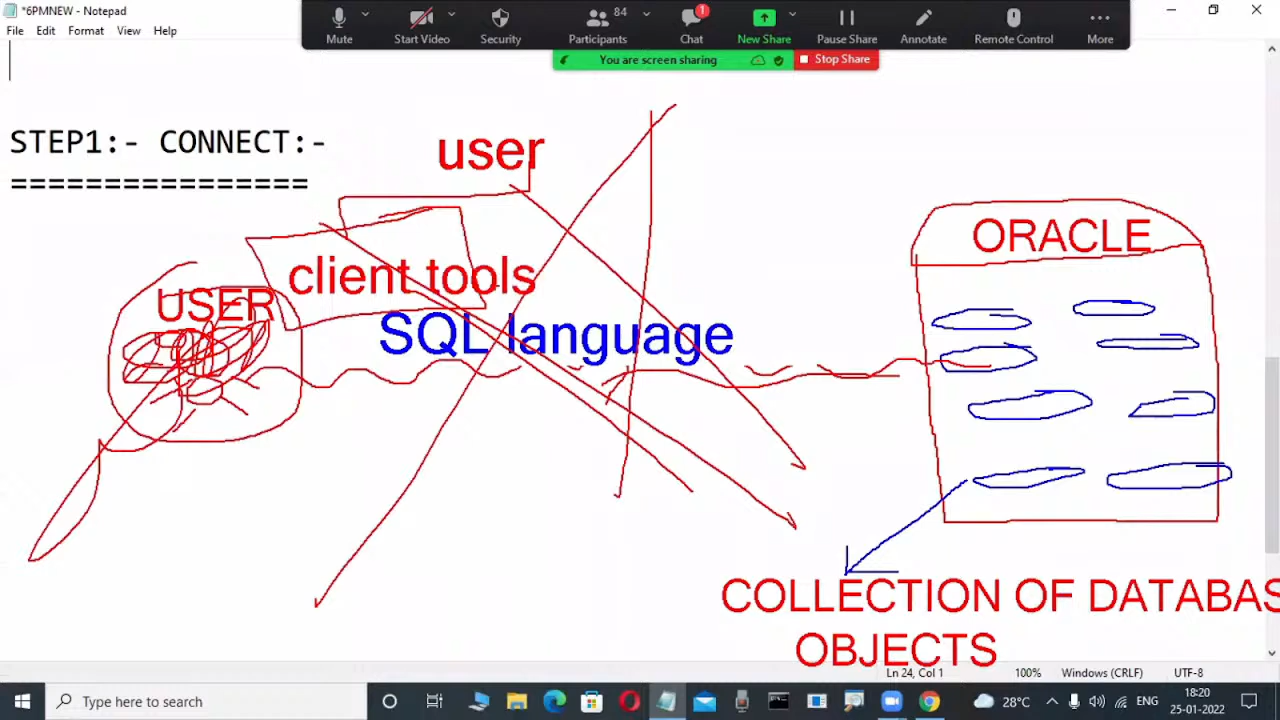 *6PMNEW - Notepad
File Edit Format View Help
Mute Start Video Security Participants 84 Chat 1 New Share Pause Share Annotate Remote Control More
You are screen sharing Stop Share
STEP1:- CONNECT:-
================
user
client tools
USER
SQL language
ORACLE
COLLECTION OF DATABAS
OBJECTS
Ln 24, Col 1 100% Windows (CRLF) UTF-8
Type here to search
28°C ENG 18:20
25-01-2022